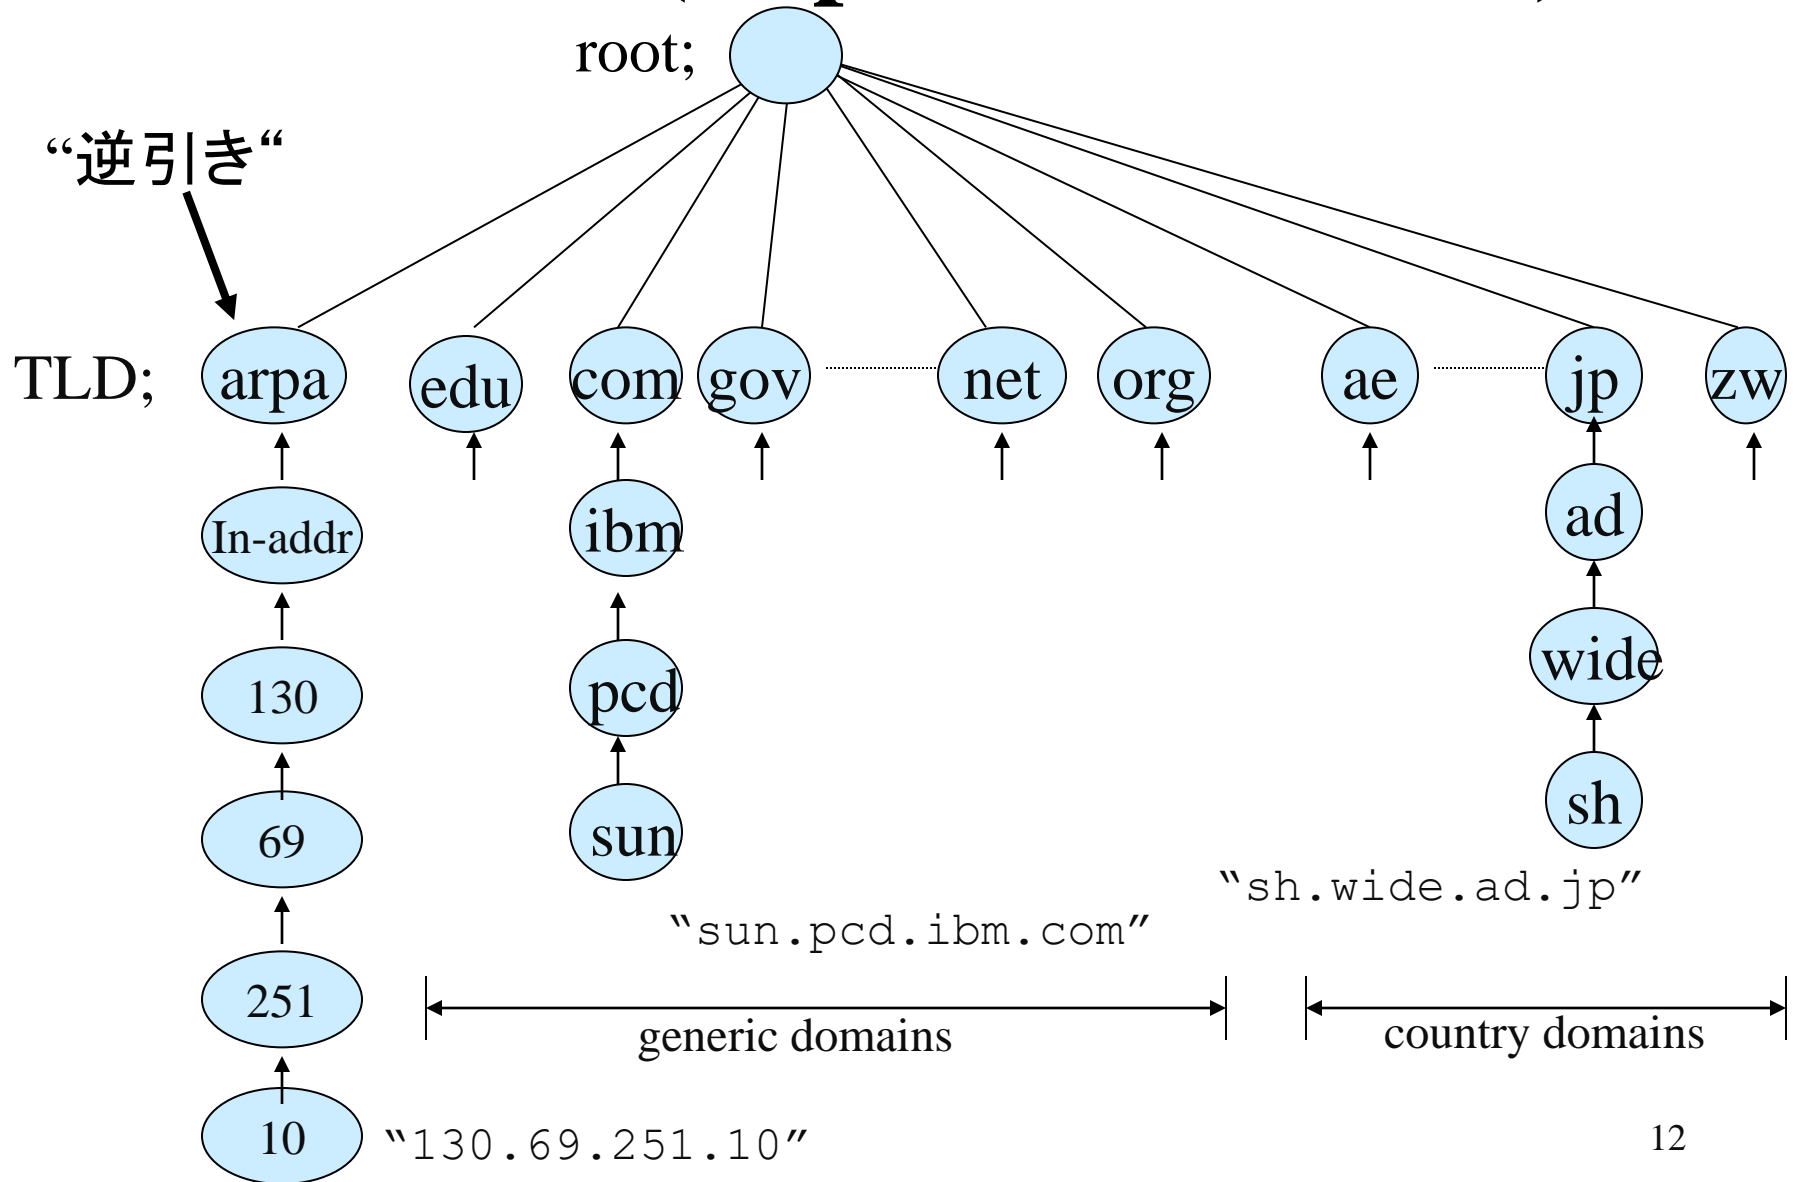 root;
“逆引き“
TLD;
arpa
edu
com
gov
net
org
ae
jp
zw
In-addr
ibm
ad
130
pcd
wide
69
sun
sh
“sh.wide.ad.jp”
“sun.pcd.ibm.com”
251
generic domains
country domains
10
“130.69.251.10”
12